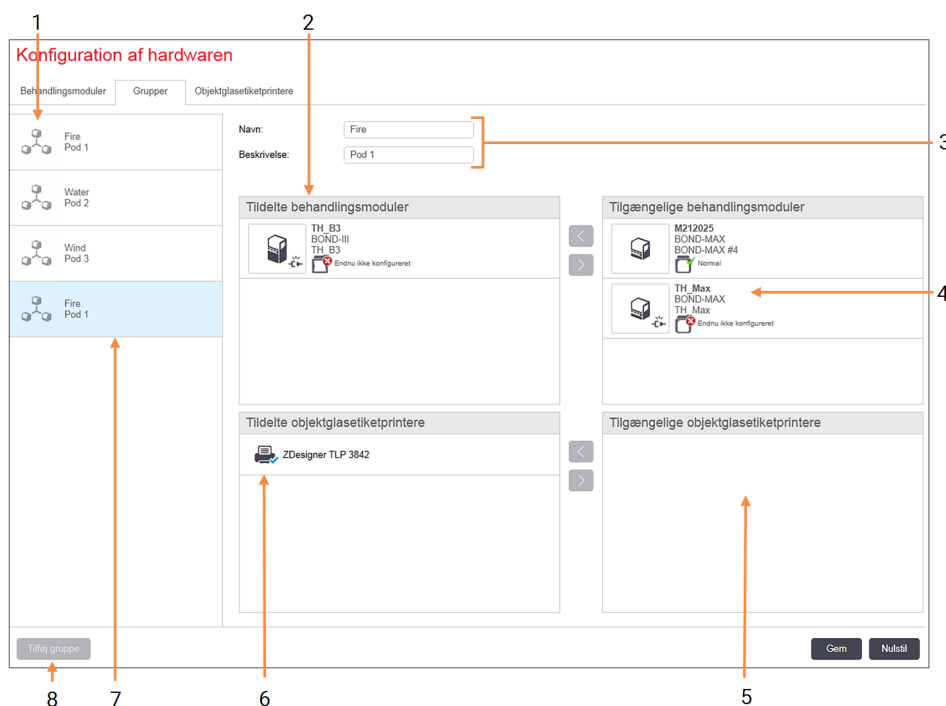 1
2
Konfiguration af hardwaren
Behandlingsmoduler
Grupper
Objektglasetiketprintere
Fire
Pod 1
Water
Pod 2
Wind
Pod 3
Fire
Pod 1
Navn:
Fire
Beskrivelse:
Pod 1
3
Tildelte behandlingsmoduler
TH_B3
BOND-III
TH_B3
Endnu ikke konfigureret
<
>
Tilgængelige behandlingsmoduler
M212025
BOND-MAX
BOND-MAX #4
Normal
TH_Max
BOND-MAX
TH_Max
Endnu ikke konfigureret
4
Tildelte objektglasetiketprintere
ZDesigner TLP 3842
<
>
Tilgængelige objektglasetiketprintere
Tilføj gruppe
Gem
Nulstil
8
7
6
5